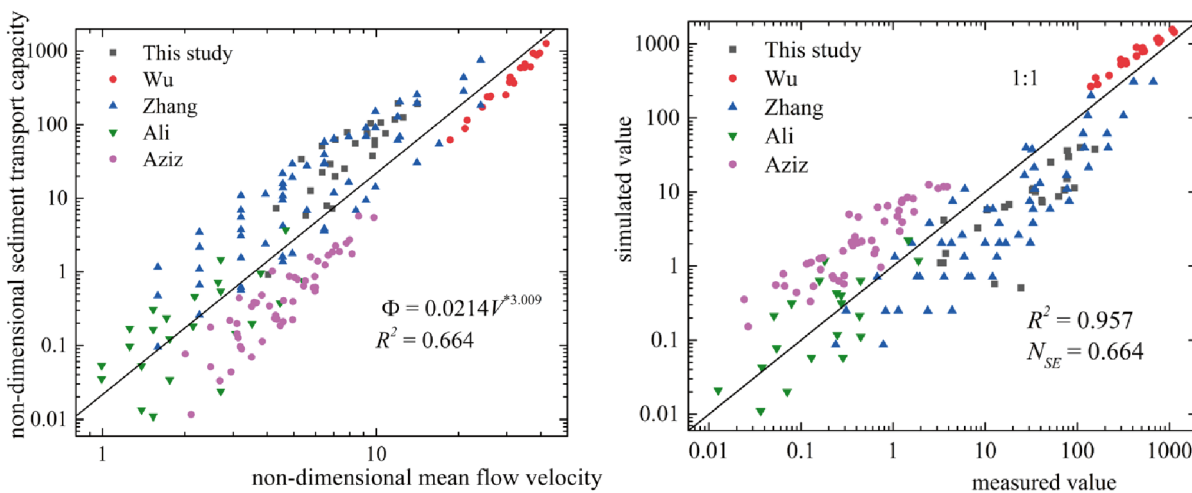 non-dimensional sediment transport capacity
1000
100
10
1
0.1
0.01
This study
Wu
Zhang
Ali
Aziz
Φ = 0.0214V*3.009
R² = 0.664
1
10
non-dimensional mean flow velocity
simulated value
1000
100
10
1
0.1
0.01
This study
Wu
Zhang
Ali
Aziz
1:1
R² = 0.957
N_SE = 0.664
0.01
0.1
1
10
100
1000
measured value